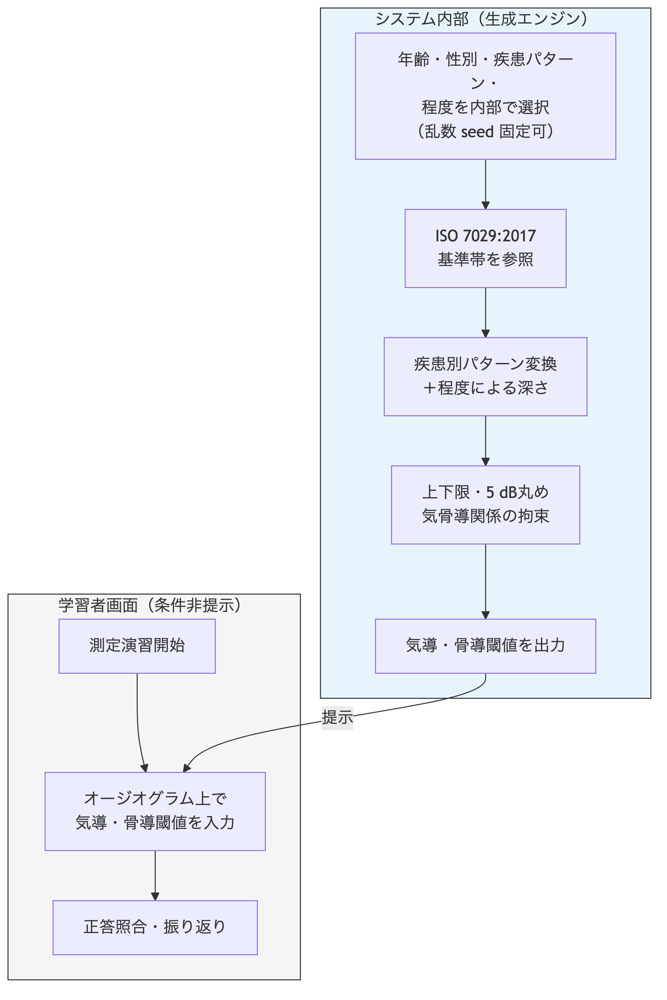 システム内部（生成エンジン）
年齢・性別・疾患パター
ン・
程度を内部で選択
（乱数 seed 固定可）
ISO 7029:2017
基準帯を参照
疾患別パターン変換
＋程度による深さ
上下限・5 dB丸め
気骨導関係の拘束
気導・骨導閾値を出力
提示
学習者画面（条件非提示）
測定演習開始
オージオグラム上で
気導・骨導閾値を入力
正答照合・振り返り